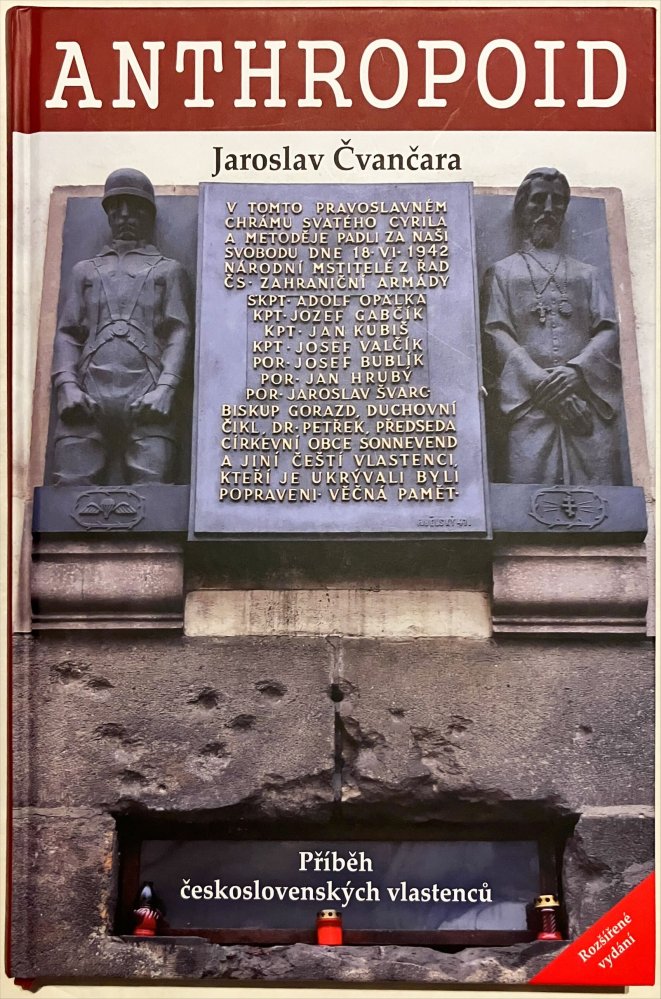 ANTHROPOID
Jaroslav Čvančara
V TOMTO PRAVOSLAVNÉM
CHRÁMU SVATÉHO CYRILA
A METODĚJE PADLI ZA NAŠI
SVOBODU DNE 18·VI·1942
NÁRODNÍ MSTITELÉ Z ŘAD
ČS· ZAHRANIČNÍ ARMÁDY
SKPT· ADOLF OPÁLKA
KPT· JOZEF GABČÍK
KPT· JAN KUBIŠ
KPT· JOSEF VALČÍK
POR· JOSEF BUBLÍK
POR· JAN HRUBÝ
POR· JAROSLAV ŠVARC·
BISKUP GORAZD, DUCHOVNÍ
ČIKL, DR· PETŘEK, PŘEDSEDA
CÍRKEVNÍ OBCE SONNEVEND
A JINÍ ČEŠTÍ VLASTENCI,
KTEŘÍ JE UKRÝVALI BYLI
POPRAVENI· VĚČNÁ PAMĚT·
Příběh
československých vlastenců
Rozšířené
vydání